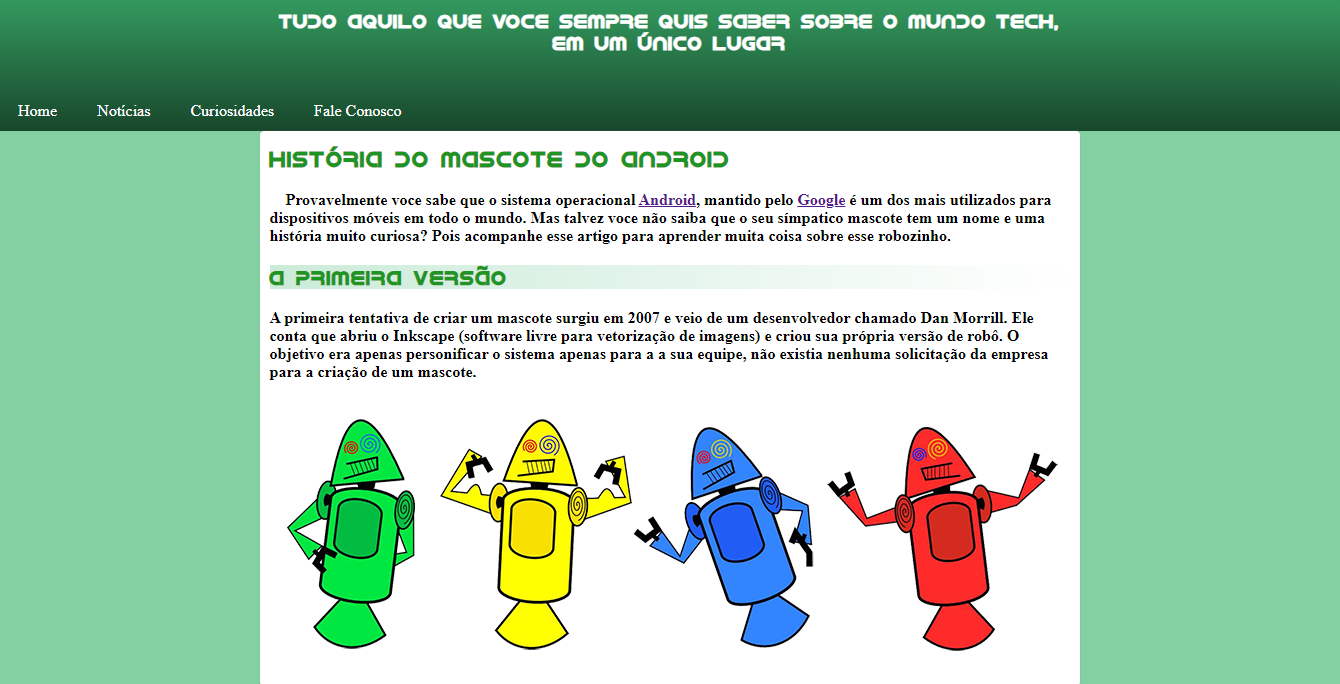 TUDO AQUILO QUE VOCE SEMPRE QUIS SABER SOBRE O MUNDO TECH,
EM UM ÚNICO LUGAR
Home Notícias Curiosidades Fale Conosco
HISTÓRIA DO MASCOTE DO ANDROID
Provavelmente voce sabe que o sistema operacional Android, mantido pelo Google é um dos mais utilizados para
dispositivos móveis em todo o mundo. Mas talvez voce não saiba que o seu símpatico mascote tem um nome e uma
história muito curiosa? Pois acompanhe esse artigo para aprender muita coisa sobre esse robozinho.
A PRIMEIRA VERSÃO
A primeira tentativa de criar um mascote surgiu em 2007 e veio de um desenvolvedor chamado Dan Morrill. Ele
conta que abriu o Inkscape (software livre para vetorização de imagens) e criou sua própria versão de robô. O
objetivo era apenas personificar o sistema apenas para a a sua equipe, não existia nenhuma solicitação da empresa
para a criação de um mascote.